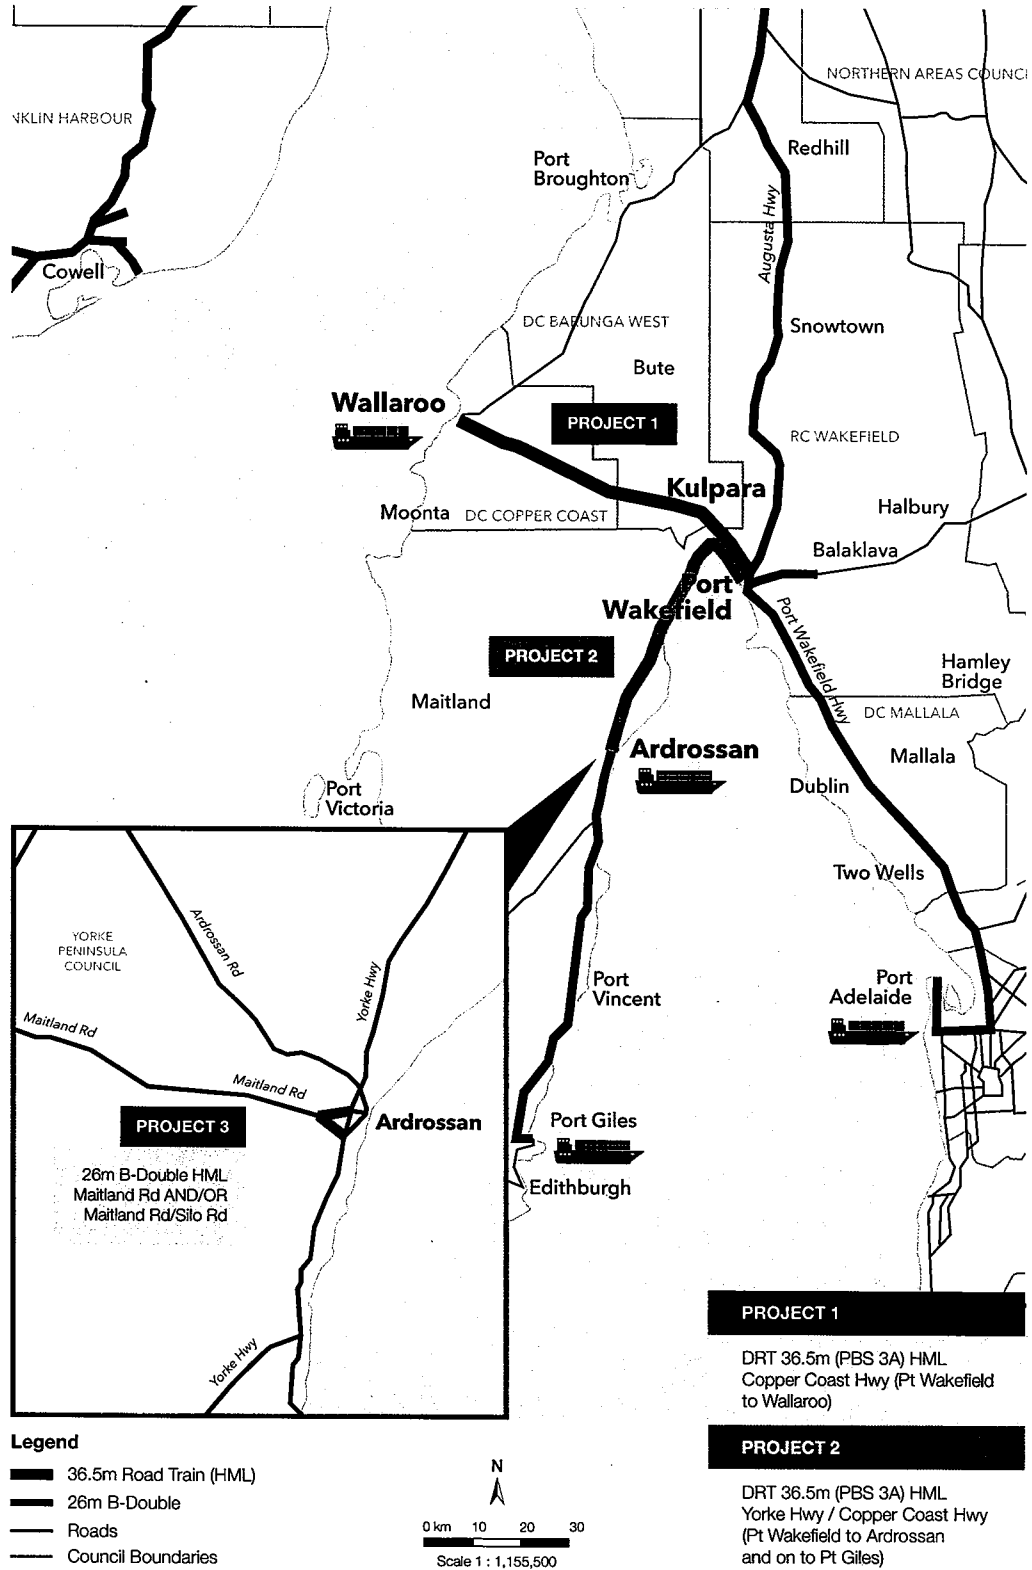 NORTHERN AREAS COUNCI
NKLIN HARBOUR
Redhill
Port
Broughton
Augusta Hwy
Cowell
DC BARUNGA WEST
Snowtown
Bute
Wallaroo
PROJECT 1
RC WAKEFIELD
Kulpara
Halbury
Moonta
DC COPPER COAST
Balaklava
Port
Wakefield
Port Wakefield Hwy
PROJECT 2
Hamley
Bridge
Maitland
DC MALLALA
Ardrossan
Mallala
Dublin
Port
Victoria
Two Wells
Ardrossan Rd
YORKE
PENINSULA
COUNCIL
Yorke Hwy
Port
Vincent
Port
Adelaide
Maitland Rd
Maitland Rd
PROJECT 3
Ardrossan
Port Giles
26m B-Double HML
Maitland Rd AND/OR
Maitland Rd/Silo Rd
Edithburgh
Yorke Hwy
PROJECT 1
DRT 36.5m (PBS 3A) HML
Copper Coast Hwy (Pt Wakefield
to Wallaroo)
PROJECT 2
DRT 36.5m (PBS 3A) HML
Yorke Hwy / Copper Coast Hwy
(Pt Wakefield to Ardrossan
and on to Pt Giles)
Legend
36.5m Road Train (HML)
26m B-Double
Roads
Council Boundaries
N
0 km 10 20 30
Scale 1 : 1,155,500